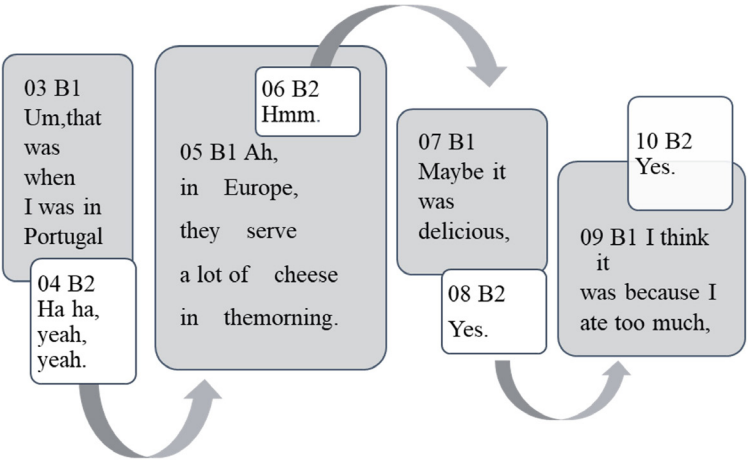 03 B1
Um,that
was
when
I was in
Portugal
04 B2
Ha ha,
yeah,
yeah.
05 B1 Ah,
in Europe,
they serve
a lot of cheese
in themorning.
06 B2
Hmm.
07 B1
Maybe it
was
delicious,
08 B2
Yes.
09 B1 I think
it
was because I
ate too much,
10 B2
Yes.